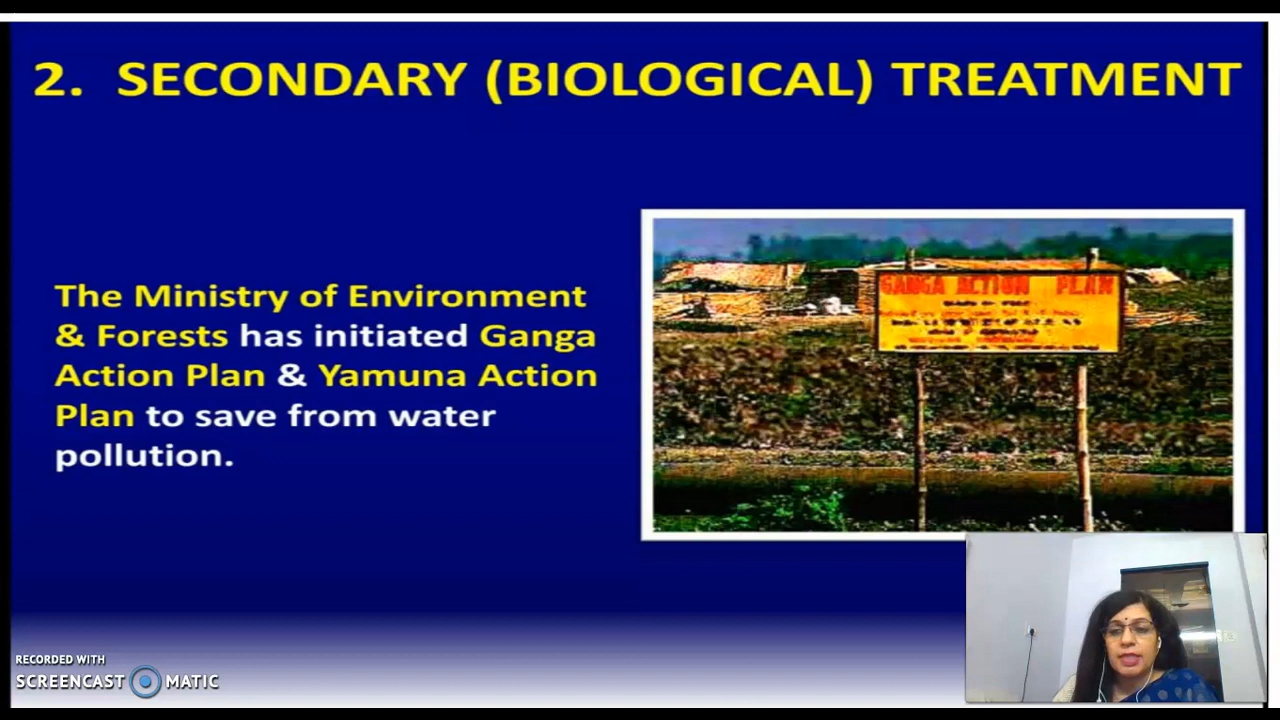 2. SECONDARY (BIOLOGICAL) TREATMENT
The Ministry of Environment
& Forests has initiated Ganga
Action Plan & Yamuna Action
Plan to save from water
pollution.
GANGA ACTION PLAN
RECORDED WITH
SCREENCAST MATIC